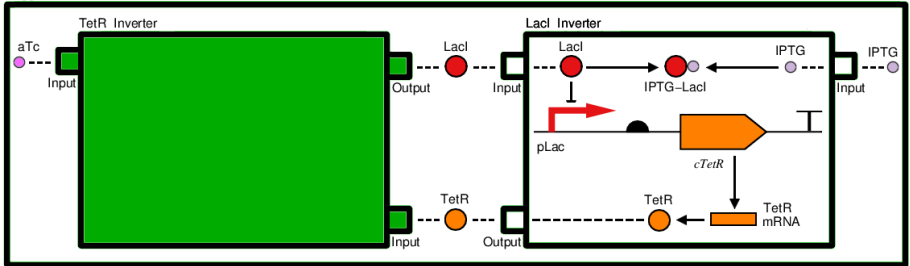 TetR Inverter
LacI Inverter
aTc
LacI
LacI
IPTG
IPTG
Input
Output
Input
IPTG-LacI
Input
pLac
cTetR
TetR
TetR
TetR
mRNA
Input
Output